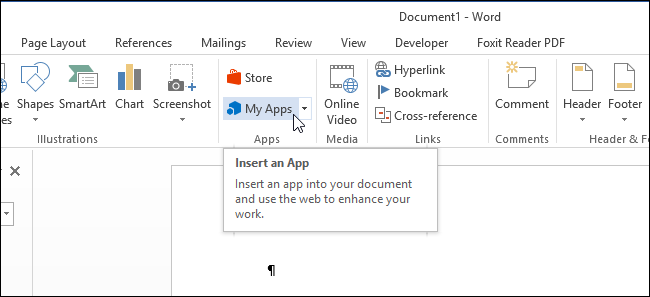 Document1 - Word
Page Layout References Mailings Review View Developer Foxit Reader PDF
Store
Hyperlink
Bookmark
Shapes SmartArt Chart Screenshot My Apps Online Video Cross-reference Comment Header Footer
Illustrations Apps Media Links Comments Header & F
Insert an App
Insert an app into your document
and use the web to enhance your
work.
¶